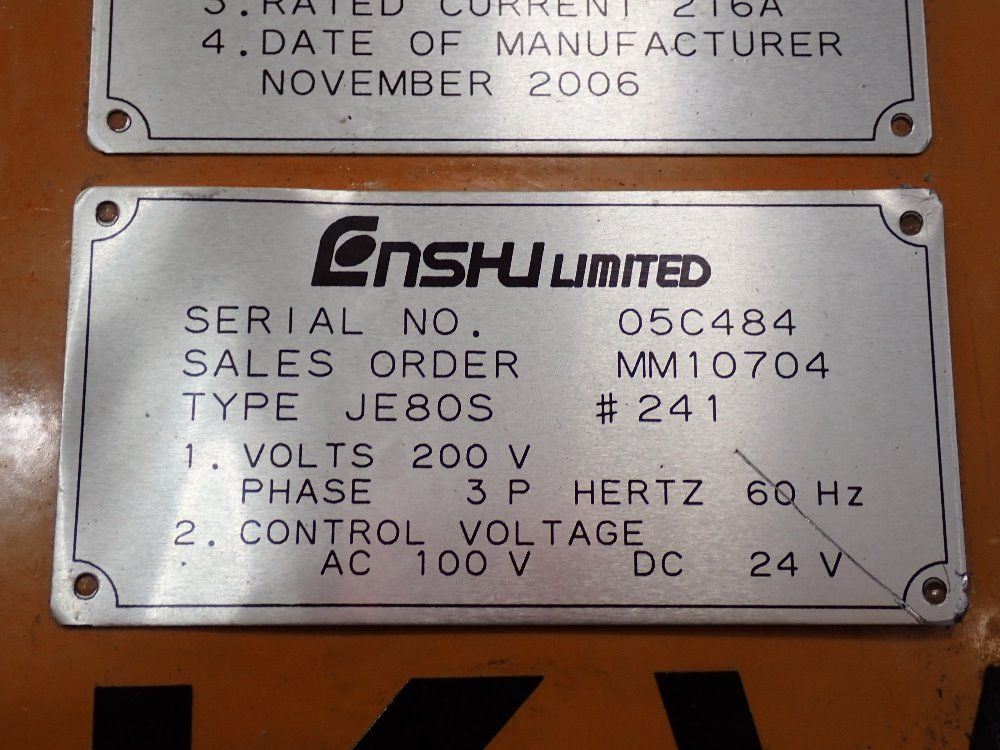 3. RATED CURRENT 216A
4. DATE OF MANUFACTURER
NOVEMBER 2006
ENSHU LIMITED
SERIAL NO. 05C484
SALES ORDER MM10704
TYPE JE80S #241
1. VOLTS 200 V
PHASE 3 P HERTZ 60 Hz
2. CONTROL VOLTAGE
AC 100 V DC 24 V